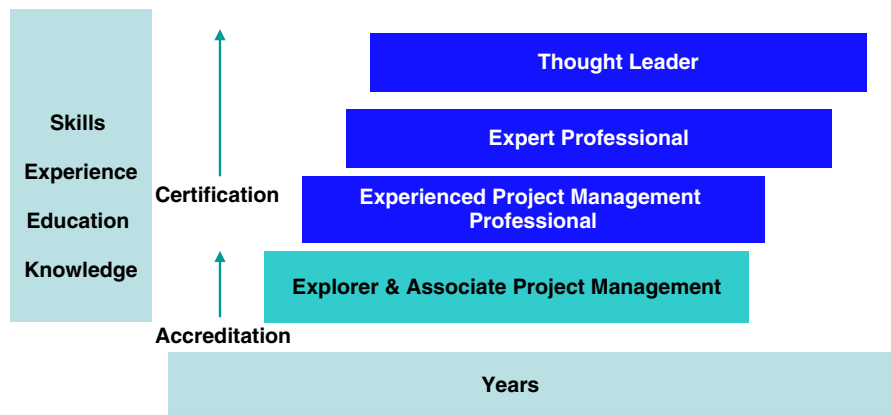 Skills
Experience
Education
Knowledge
Certification
Accreditation
Thought Leader
Expert Professional
Experienced Project Management
Professional
Explorer & Associate Project Management
Years